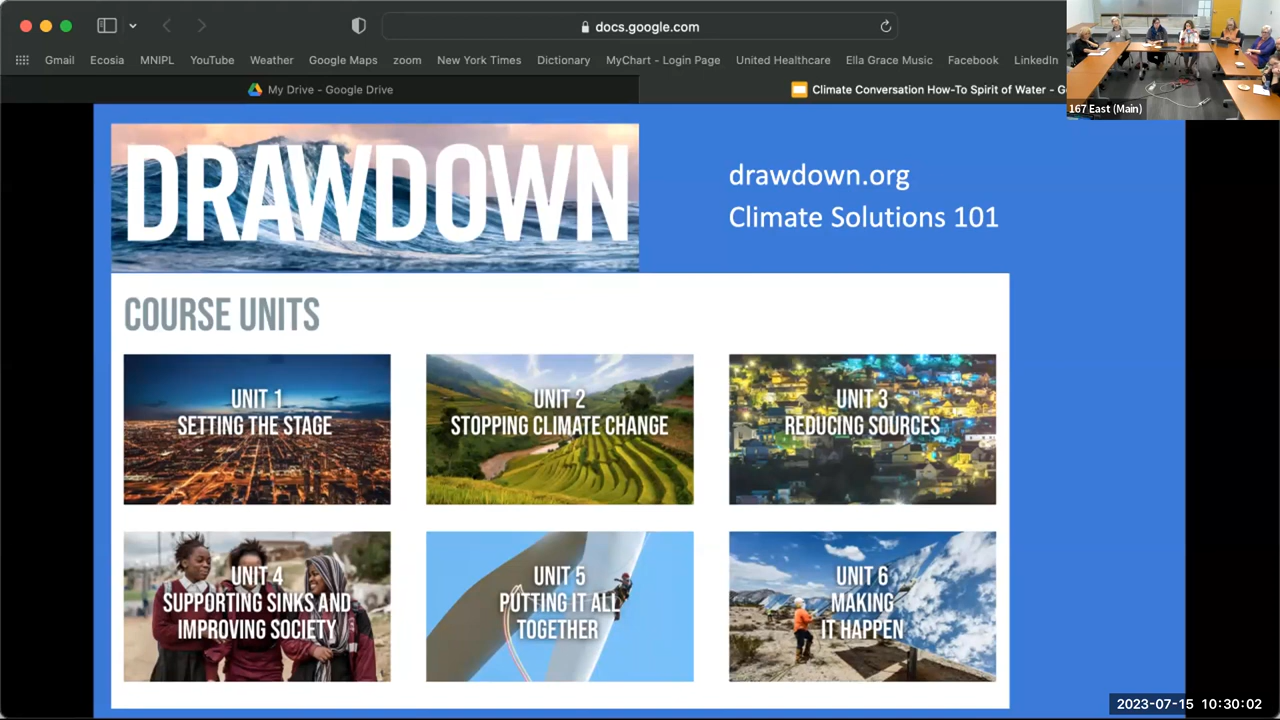 docs.google.com
Gmail
Ecosia
MNIPL
YouTube
Weather
Google Maps
zoom
New York Times
Dictionary
MyChart - Login Page
United Healthcare
Ella Grace Music
Facebook
LinkedIn
167 East (Main)
My Drive - Google Drive
Climate Conversation How-To Spirit of Water - G
DRAWDOWN
drawdown.org
Climate Solutions 101
COURSE UNITS
UNIT 1
SETTING THE STAGE
UNIT 2
STOPPING CLIMATE CHANGE
UNIT 3
REDUCING SOURCES
UNIT 4
SUPPORTING SINKS AND
IMPROVING SOCIETY
UNIT 5
PUTTING IT ALL
TOGETHER
UNIT 6
MAKING
IT HAPPEN
2023-07-15 10:30:02